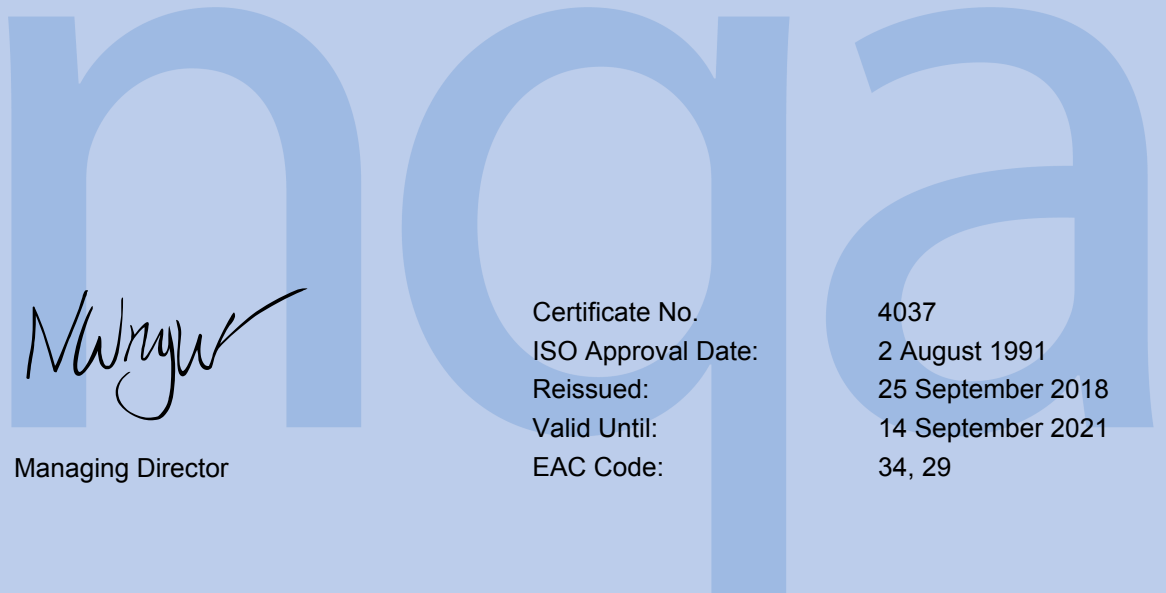 nqa
Certificate No. 4037
ISO Approval Date: 2 August 1991
Reissued: 25 September 2018
Valid Until: 14 September 2021
Managing Director
EAC Code: 34, 29